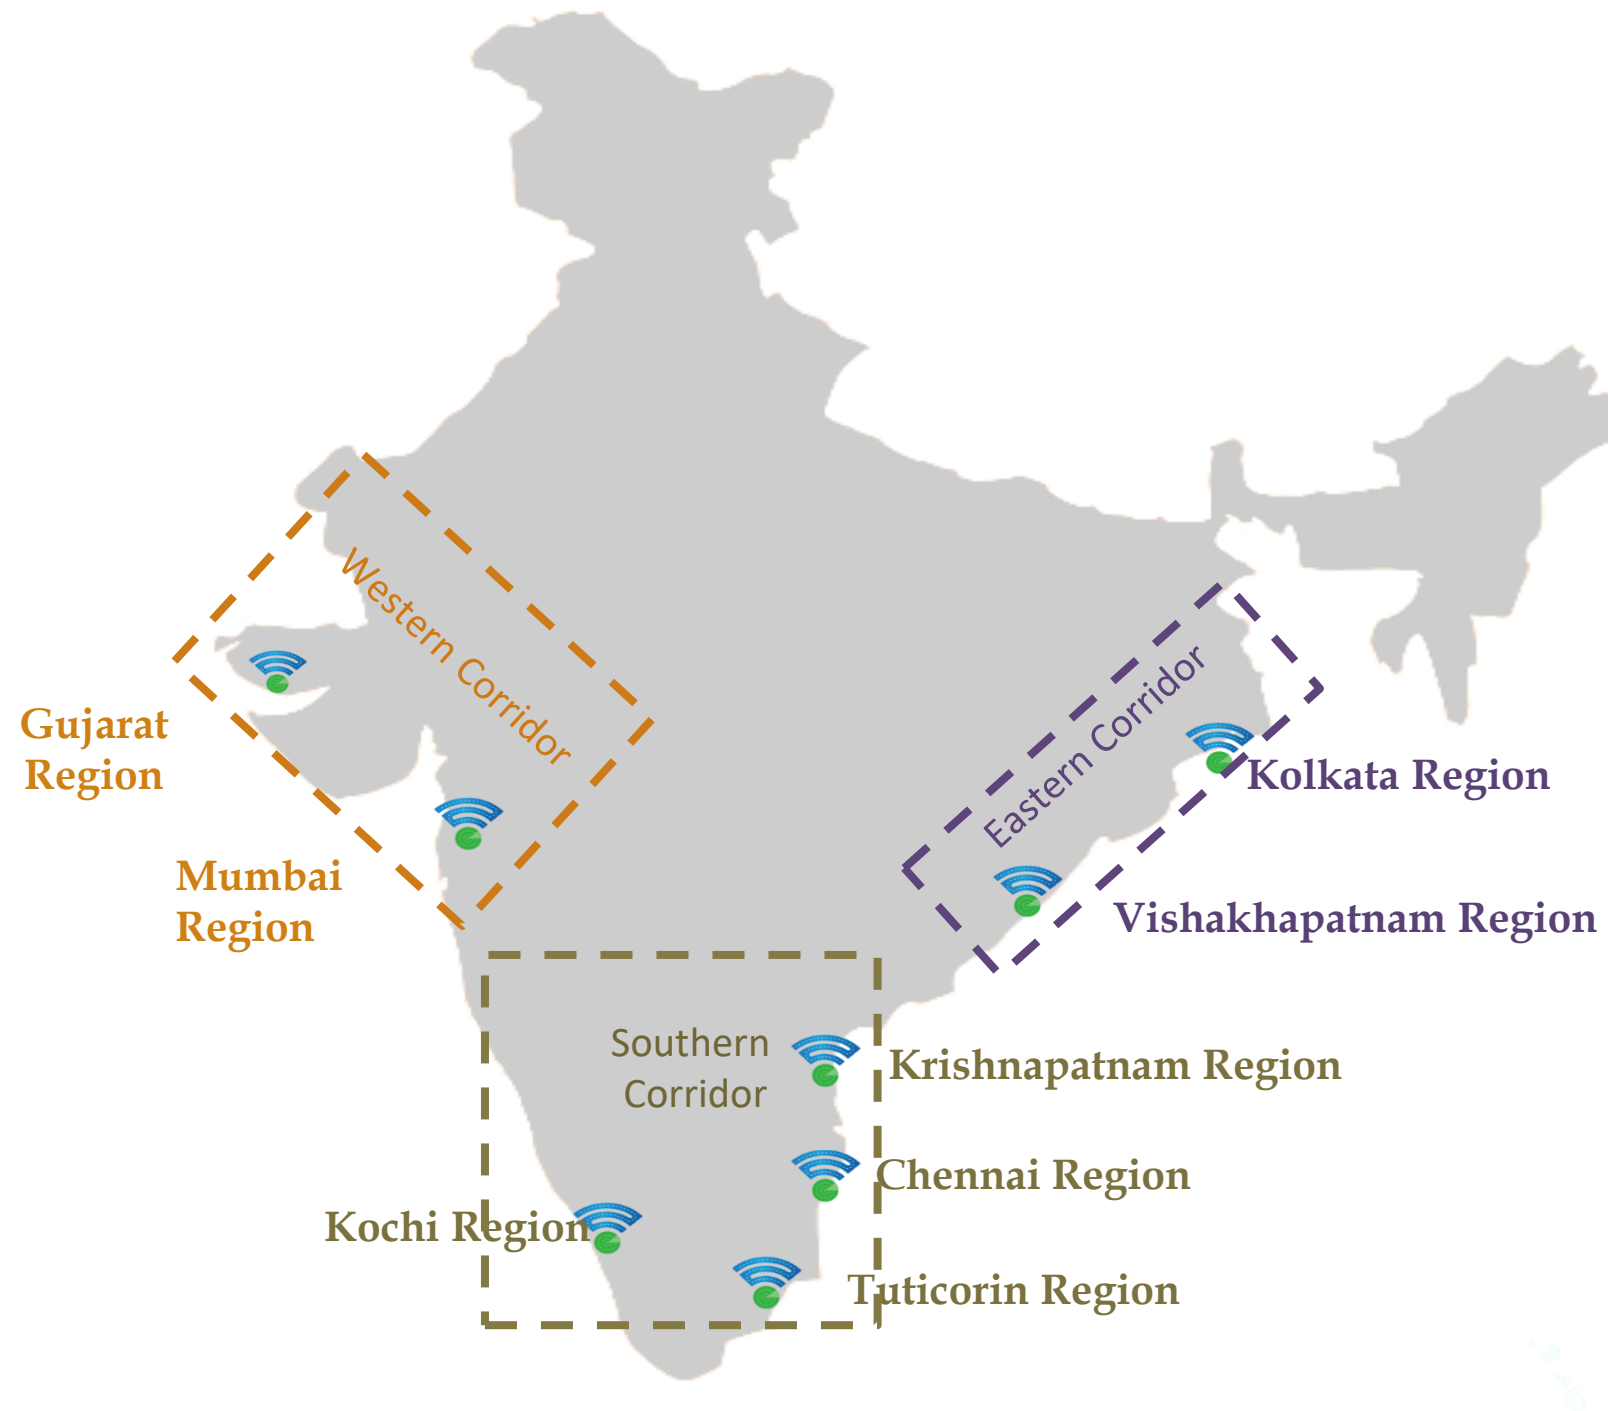 Western Corridor
Eastern Corridor
Gujarat
Region
Kolkata Region
Mumbai
Region
Vishakhapatnam Region
Southern
Corridor
Krishnapatnam Region
Chennai Region
Kochi Region
Tuticorin Region